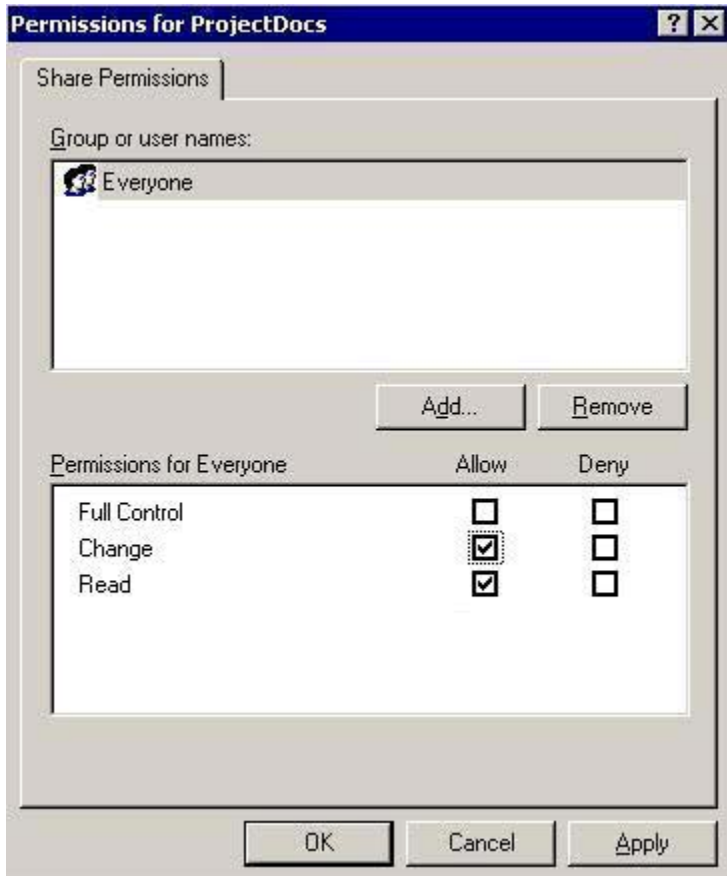 Permissions for ProjectDocs
Share Permissions
Group or user names:
Everyone
Add... Remove
Permissions for Everyone Allow Deny
Full Control
Change
Read
OK Cancel Apply